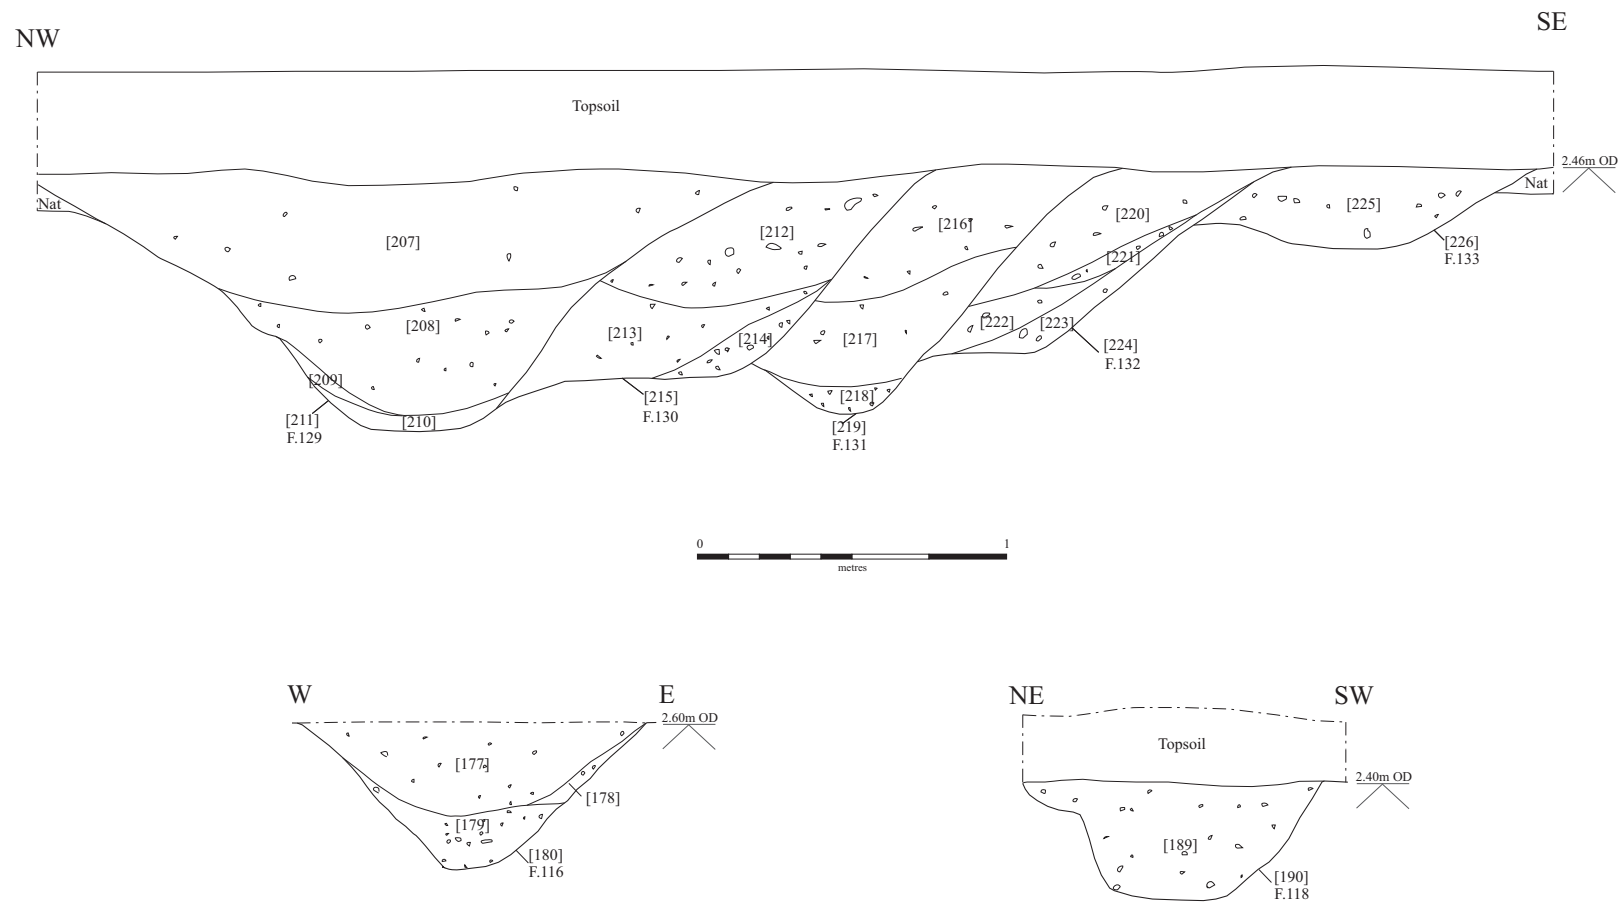 NW
SE
Topsoil
2.46m OD
Nat
Nat
[207]
[212]
[216]
[220]
[225]
[221]
[226]
F.133
[208]
[213]
[214]
[217]
[222]
[223]
[224]
F.132
[209]
[210]
[211]
F.129
[215]
F.130
[218]
[219]
F.131
0
1
metres
W
E
2.60m OD
[177]
[178]
[179]
[180]
F.116
NE
SW
Topsoil
2.40m OD
[189]
[190]
F.118